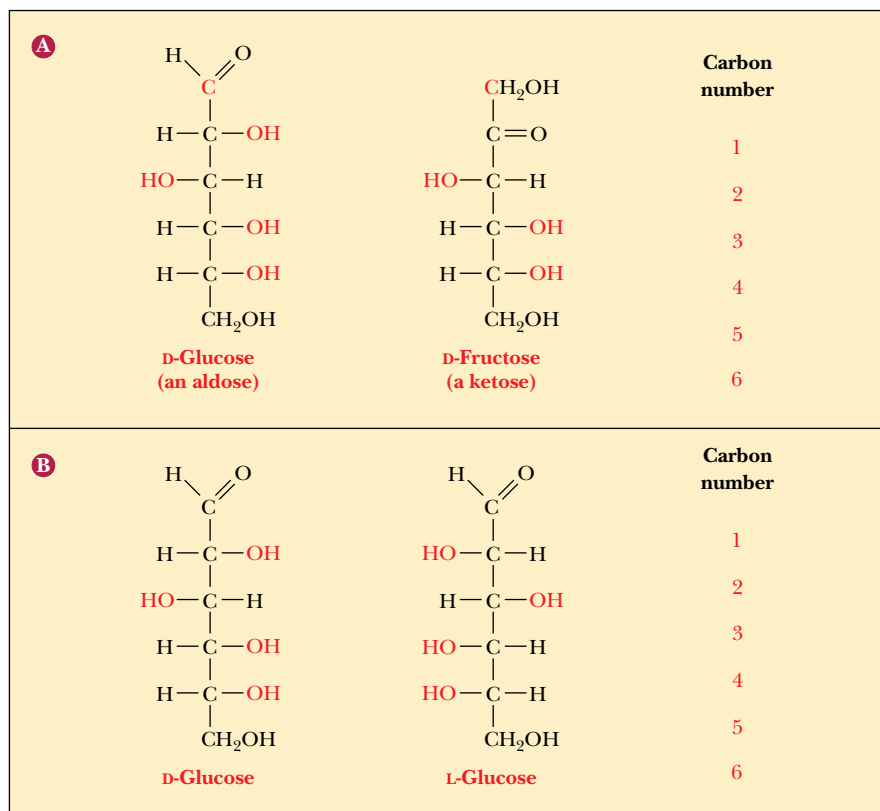 A
H O Carbon
C CH2OH number
H—C—OH C=O 1
HO—C—H HO—C—H 2
H—C—OH H—C—OH 3
H—C—OH H—C—OH 4
CH2OH CH2OH 5
D-Glucose D-Fructose
(an aldose) (a ketose) 6
B
Carbon
H O H O number
C C 1
H—C—OH HO—C—H 2
HO—C—H H—C—OH 3
H—C—OH HO—C—H 4
H—C—OH HO—C—H 5
CH2OH CH2OH 6
D-Glucose L-Glucose